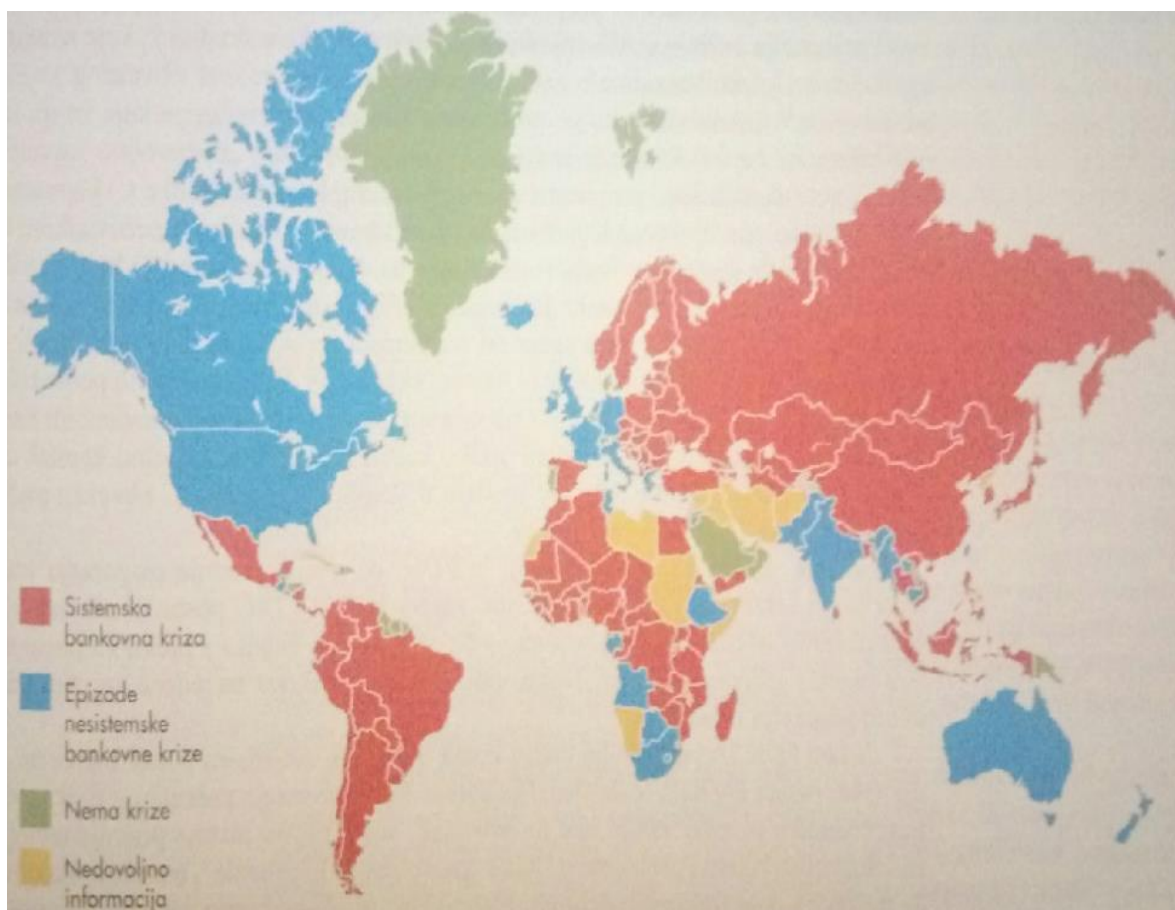 Sistemska
bankovna kriza
Epizode
nesistemske
bankovne krize
Nema krize
Nedovoljno
informacija